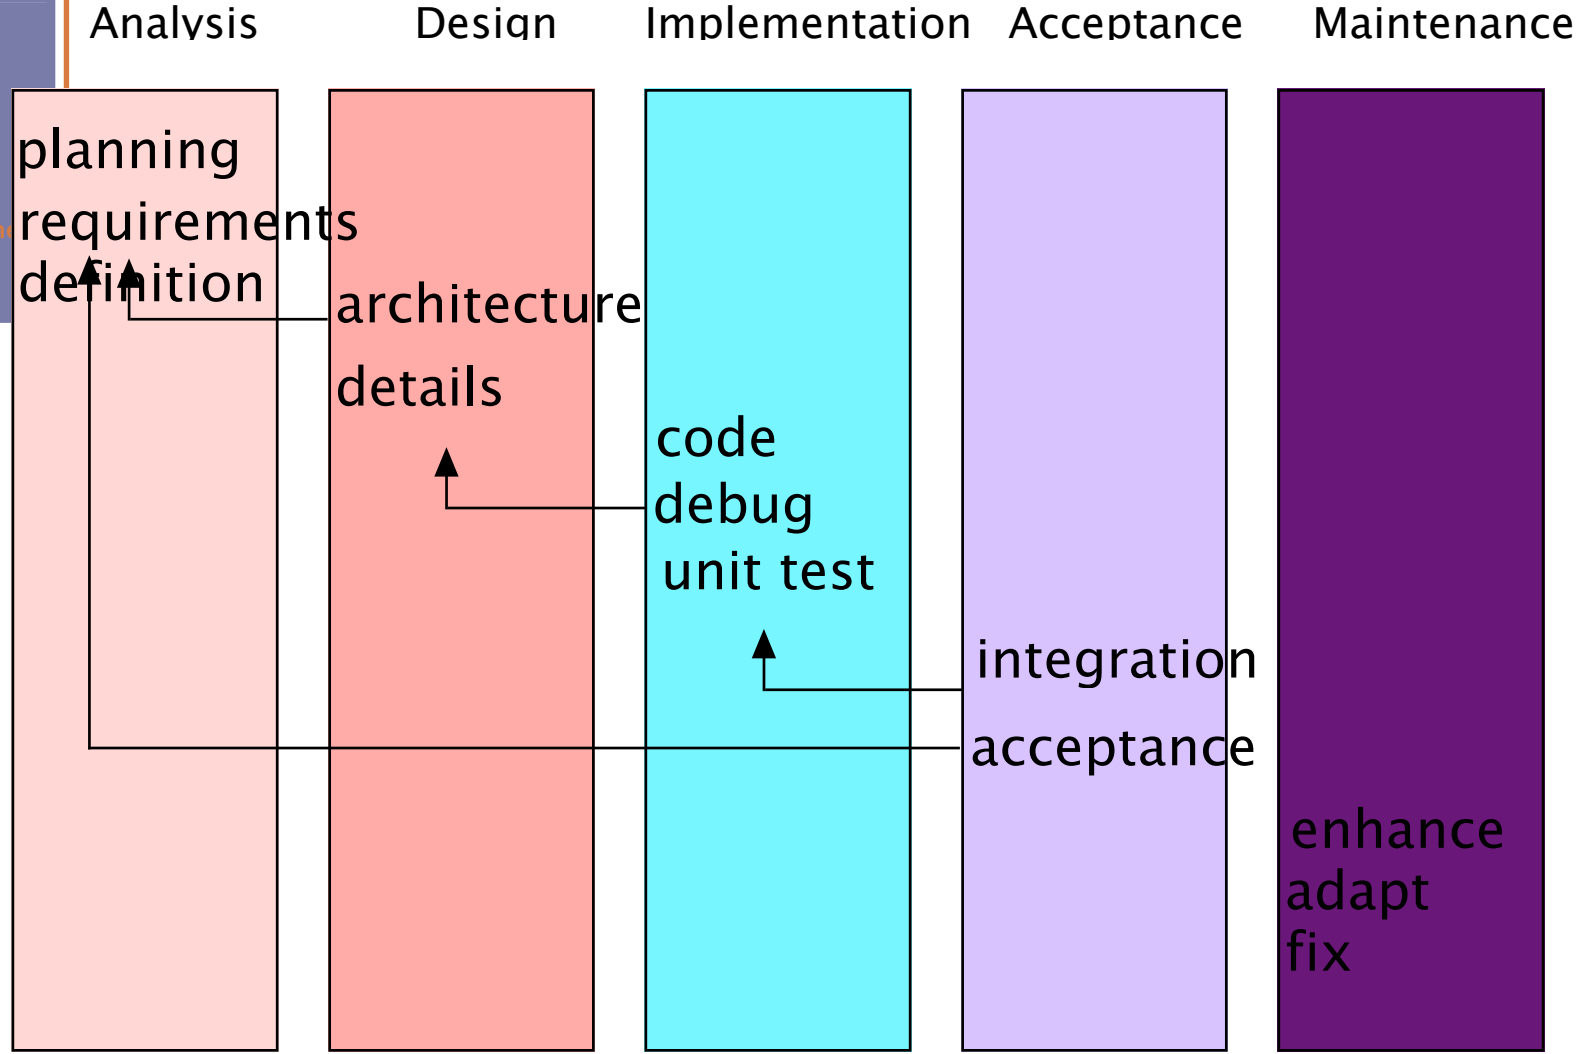 Analysis Design Implementation Acceptance Maintenance
planning
requirements
definition
architecture
details
code
debug
unit test
integration
acceptance
enhance
adapt
fix